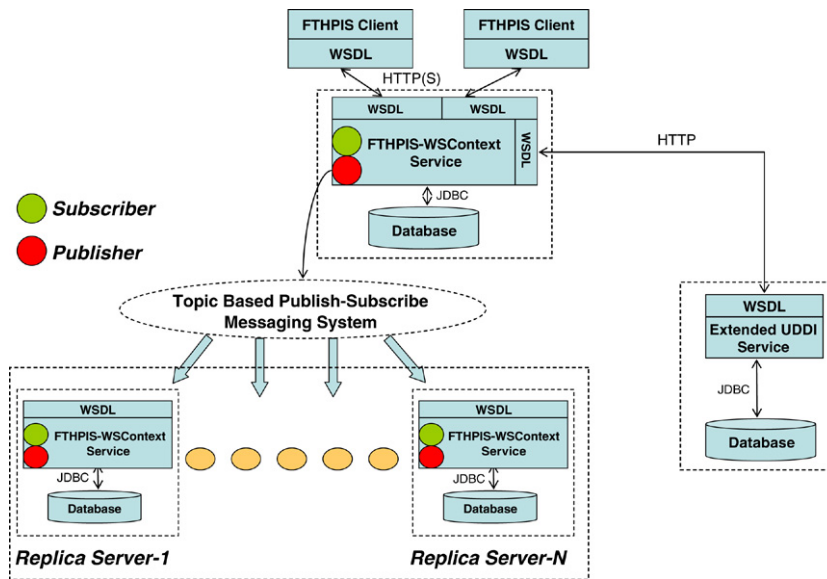 FTHPIS Client
FTHPIS Client
WSDL
WSDL
HTTP(S)
WSDL
WSDL
FTHPIS-WSContext
Service
WSDL
HTTP
JDBC
Database
Subscriber
Publisher
Topic Based Publish-Subscribe
Messaging System
WSDL
Extended UDDI
Service
JDBC
Database
WSDL
FTHPIS-WSContext
Service
JDBC
Database
Replica Server-1
WSDL
FTHPIS-WSContext
Service
JDBC
Database
Replica Server-N